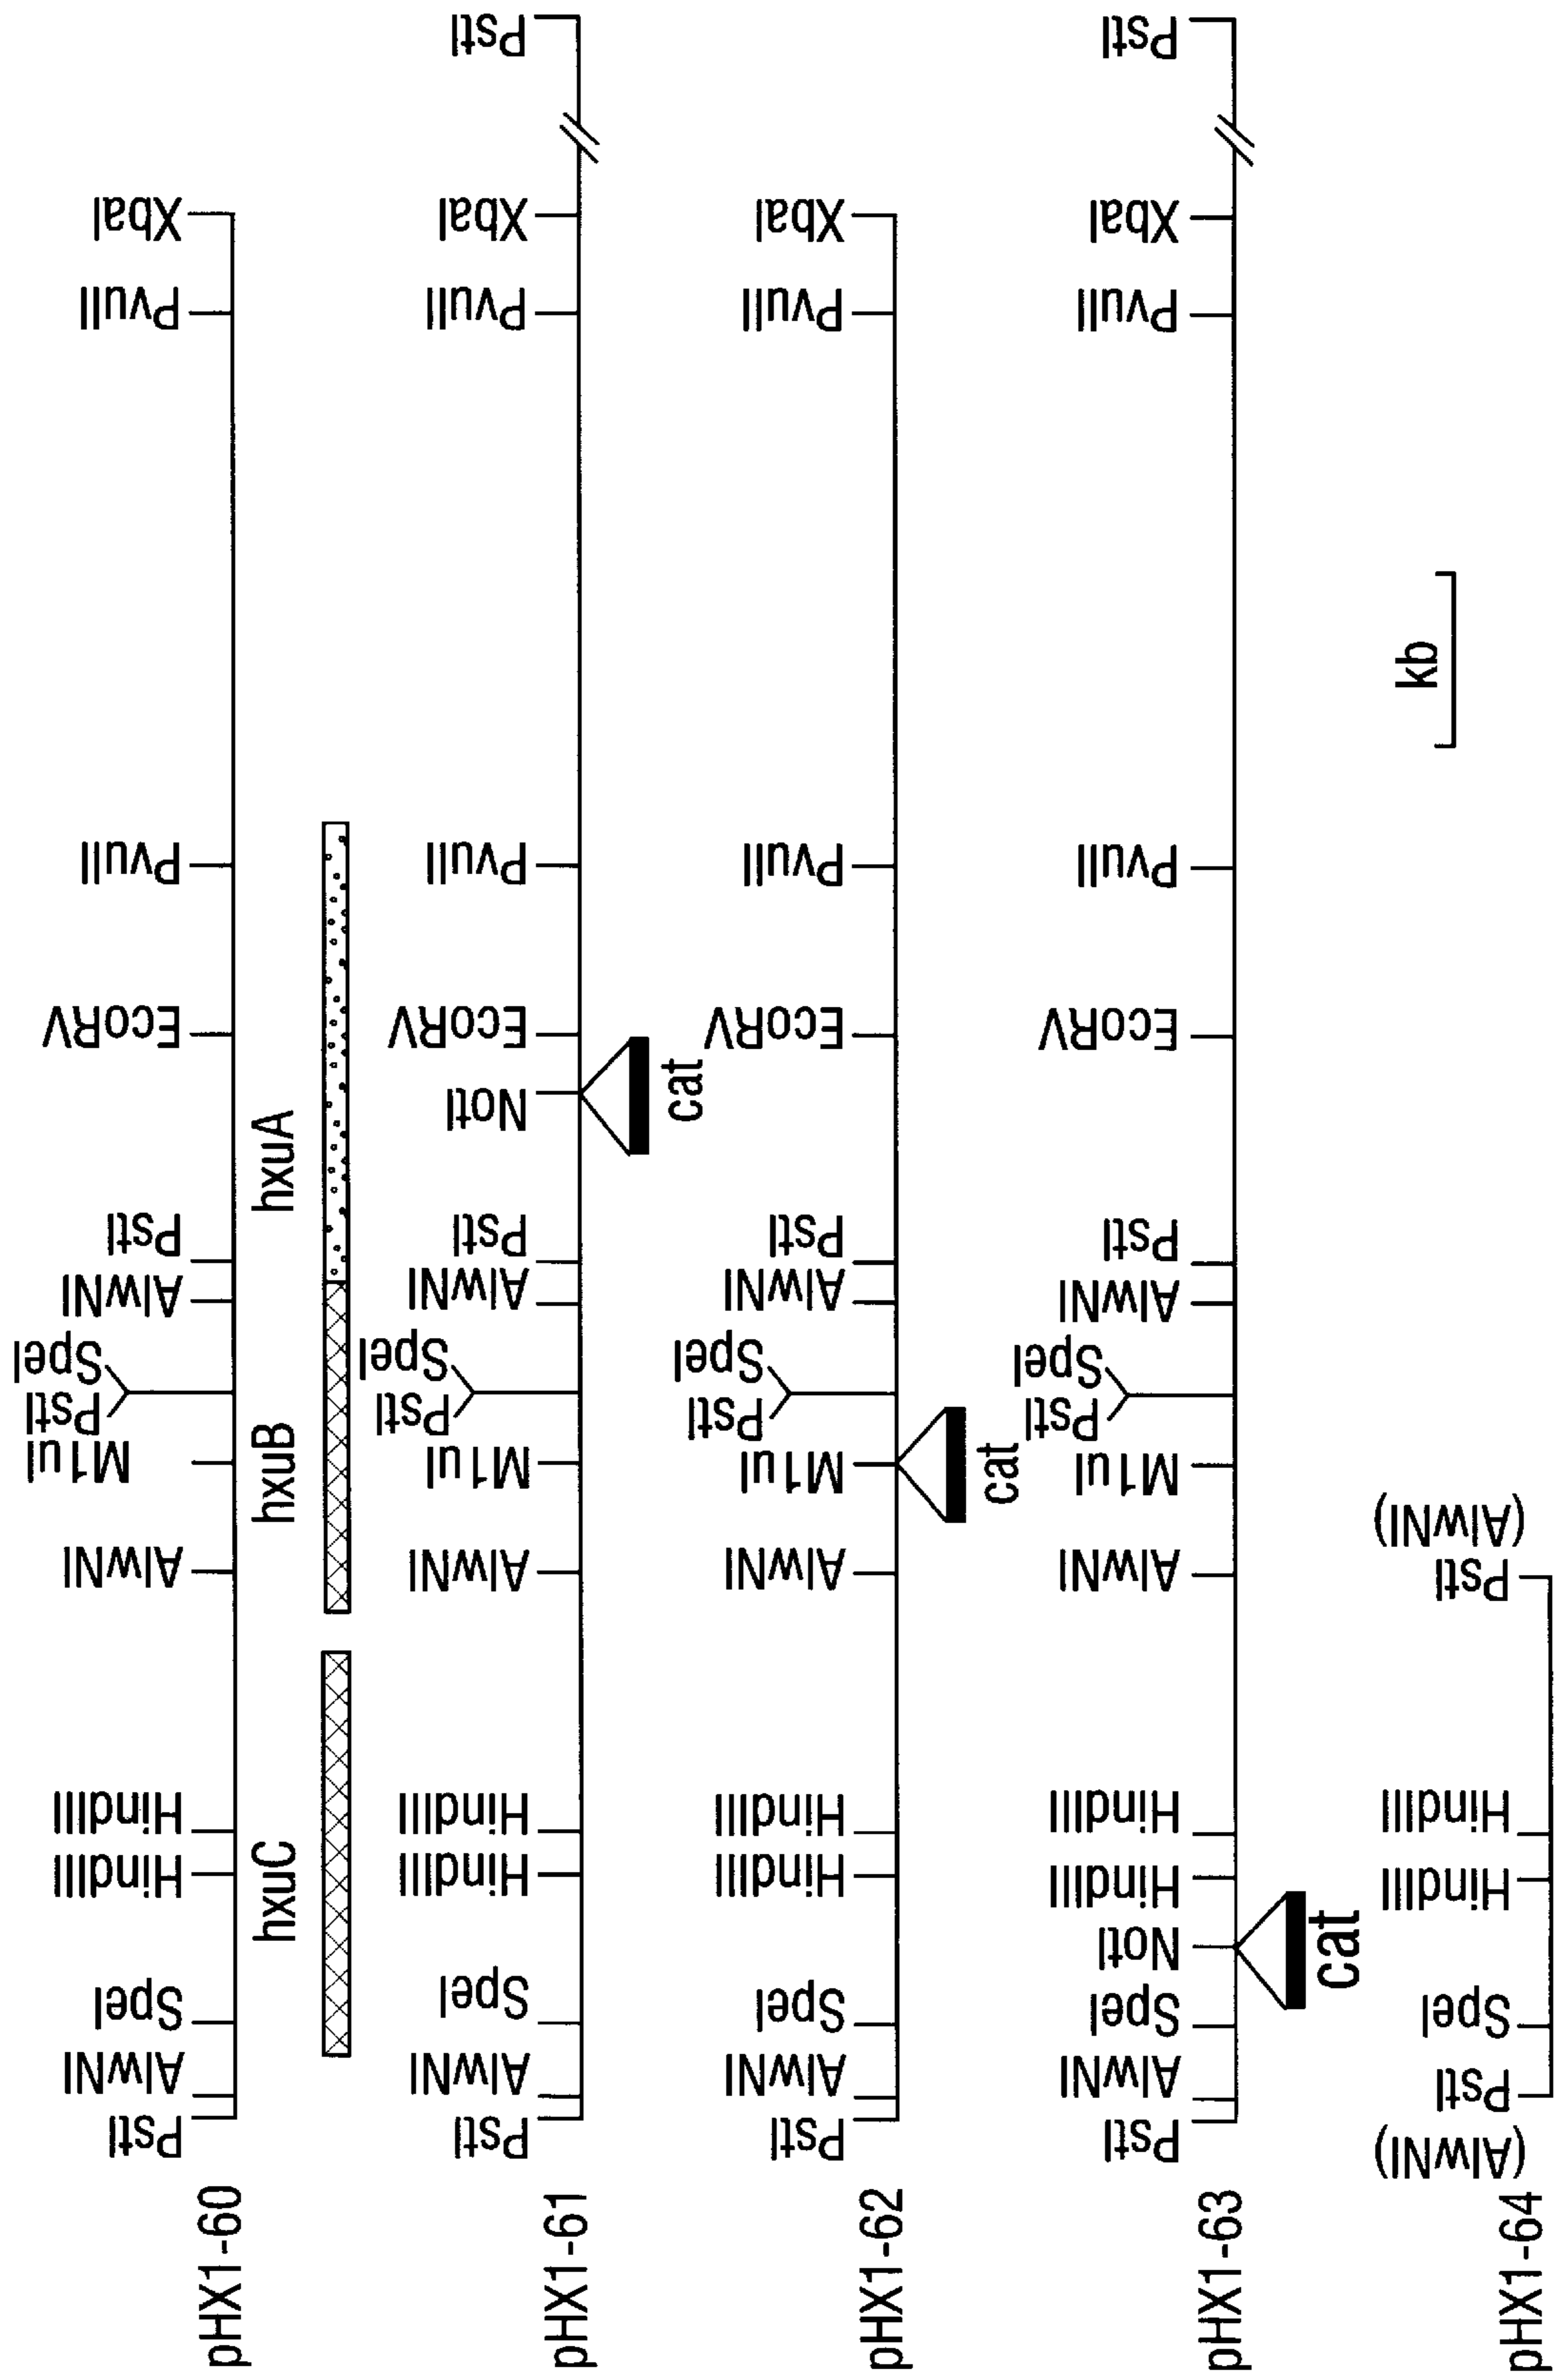 pHX1-60
PstI
AlwNI
SpeI
HindIII
HindIII
AlwNI
M1uI
PstI
SpeI
AlwNI
PstI
EcoRV
PvuII
PvuII
XbaI
hxuC
hxuB
hxuA
pHX1-61
PstI
AlwNI
SpeI
HindIII
HindIII
AlwNI
M1uI
PstI
SpeI
AlwNI
PstI
NotI
EcoRV
PvuII
PvuII
XbaI
PstI
cat
pHX1-62
PstI
AlwNI
SpeI
HindIII
HindIII
AlwNI
M1uI
PstI
SpeI
AlwNI
PstI
EcoRV
PvuII
PvuII
XbaI
cat
pHX1-63
PstI
AlwNI
SpeI
NotI
HindIII
HindIII
AlwNI
M1uI
PstI
SpeI
AlwNI
PstI
EcoRV
PvuII
PvuII
XbaI
PstI
cat
pHX1-64
(AlwNI)
PstI
SpeI
HindIII
HindIII
PstI
(AlwNI)
kb